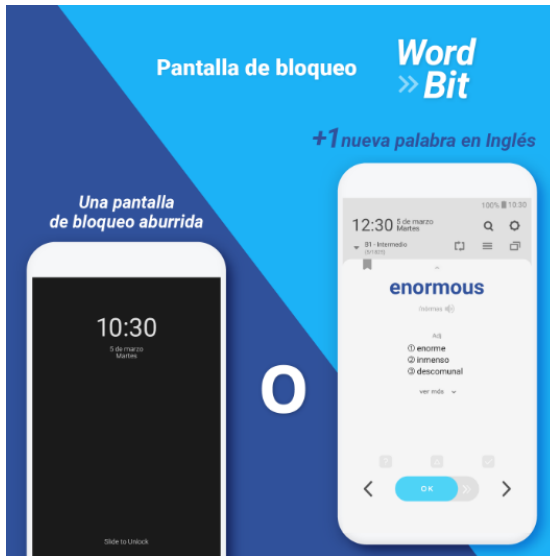 Pantalla de bloqueo
Word
» Bit
+1 nueva palabra en Inglés
Una pantalla
de bloqueo aburrida
10:30
5 de marzo
Martes
Slide to Unlock
O
100% 10:30
12:30 5 de marzo
Martes
B1 - Intermedio
enormous
Adj
① enorme
② inmenso
③ descomunal
ver más
OK